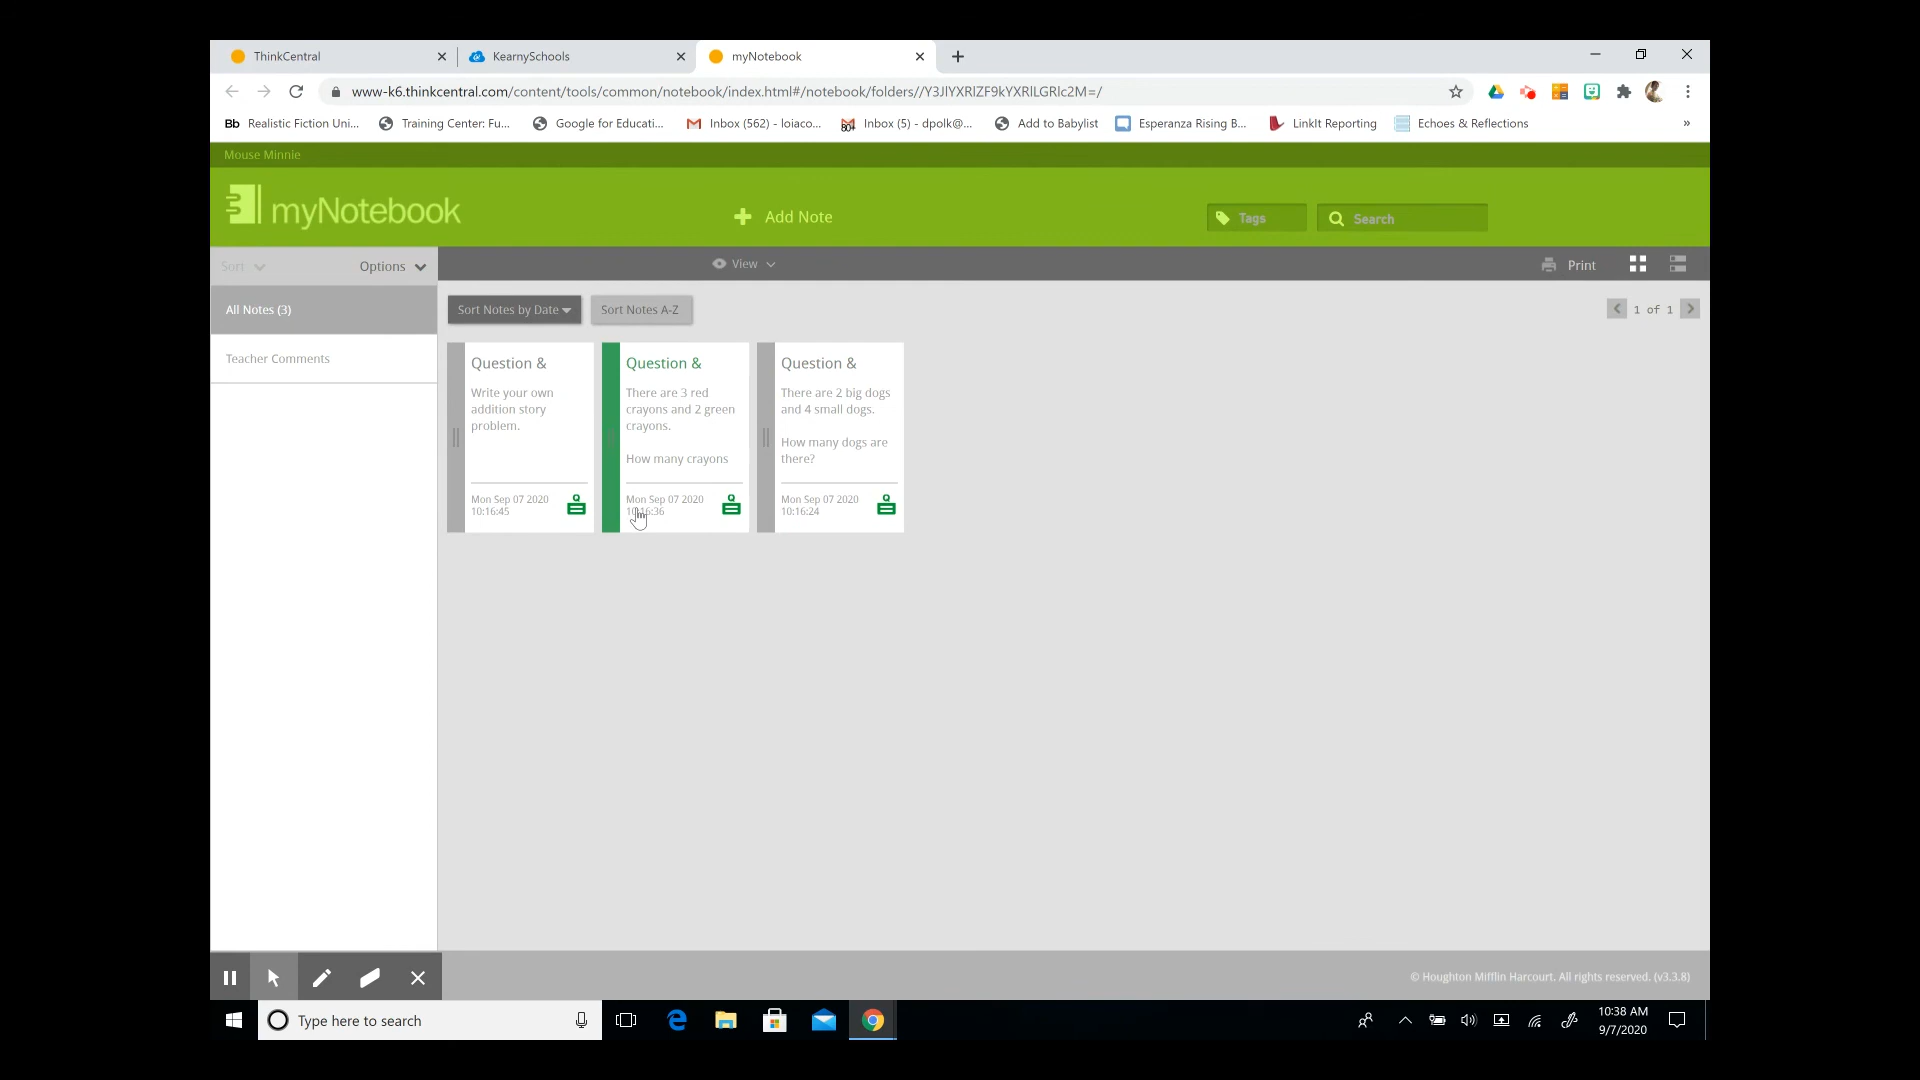 ThinkCentral
KearnySchools
myNotebook
www-k6.thinkcentral.com/content/tools/common/notebook/index.html#/notebook/folders//Y3JlYXRlZF9kYXRlLGRlc2M=/
Bb Realistic Fiction Uni...
Training Center: Fu...
Google for Educati...
Inbox (562) - loiaco...
80+ Inbox (5) - dpolk@...
Add to Babylist
Esperanza Rising B...
LinkIt Reporting
Echoes & Reflections
»
Mouse Minnie
myNotebook
Add Note
Tags
Search
Sort
Options
View
Print
All Notes (3)
Teacher Comments
Sort Notes by Date
Sort Notes A-Z
1 of 1
Question &
Write your own
addition story
problem.
Mon Sep 07 2020
10:16:45
Question &
There are 3 red
crayons and 2 green
crayons.
How many crayons
Mon Sep 07 2020
10:16:36
Question &
There are 2 big dogs
and 4 small dogs.
How many dogs are
there?
Mon Sep 07 2020
10:16:24
© Houghton Mifflin Harcourt. All rights reserved. (v3.3.8)
Type here to search
10:38 AM
9/7/2020